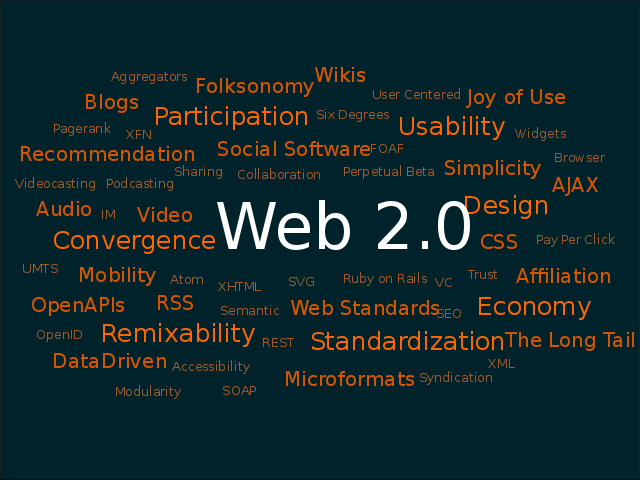 Aggregators Folksonomy Wikis
Blogs User Centered Joy of Use
Participation Six Degrees Usability
Pagerank XFN Widgets
Recommendation Social Software FOAF
Sharing Collaboration Perpetual Beta Simplicity Browser
Videocasting Podcasting AJAX
Audio IM Video Design
Convergence Web 2.0 CSS Pay Per Click
UMTS Mobility Atom XHTML SVG Ruby on Rails VC Trust Affiliation
OpenAPIs RSS Semantic Web Standards SEO Economy
OpenID Remixability REST Standardization The Long Tail
DataDriven Accessibility XML
Modularity SOAP Microformats Syndication